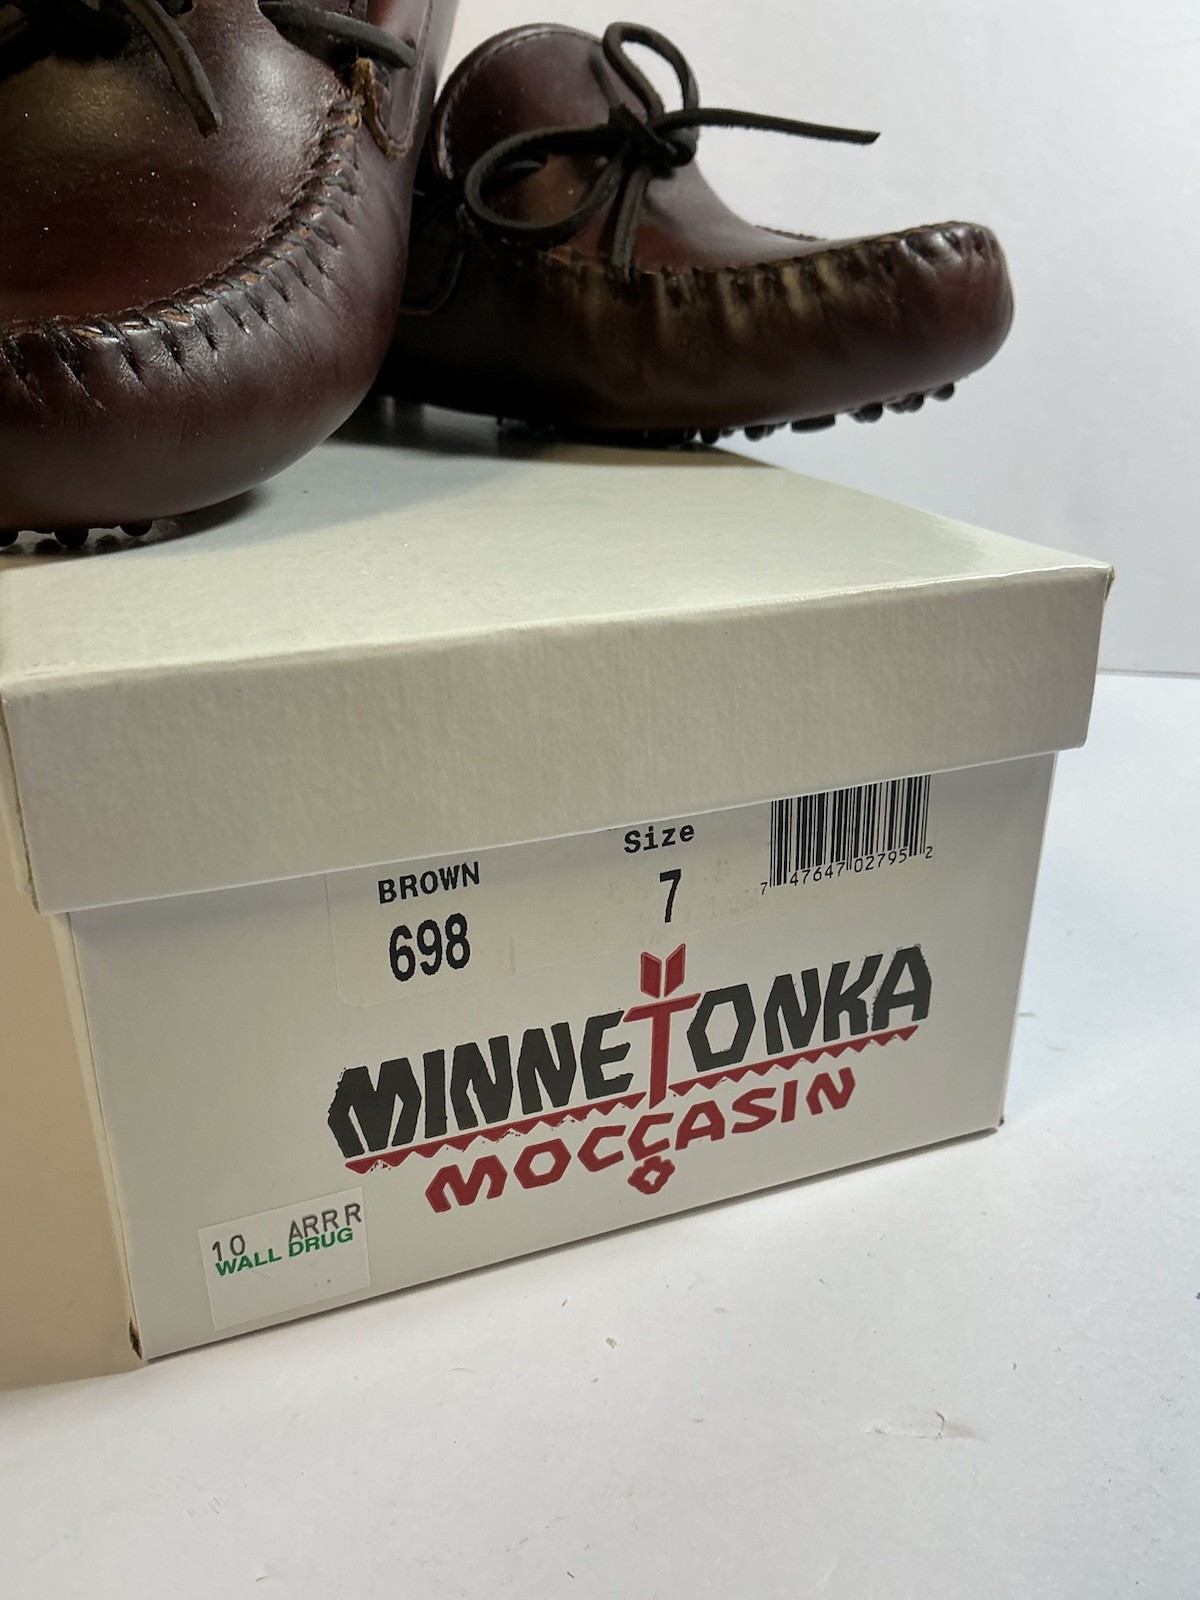 BROWN
698
Size
7
7 47647 02795 2
MINNETONKA
MOCCASIN
10 ARRR
WALL DRUG